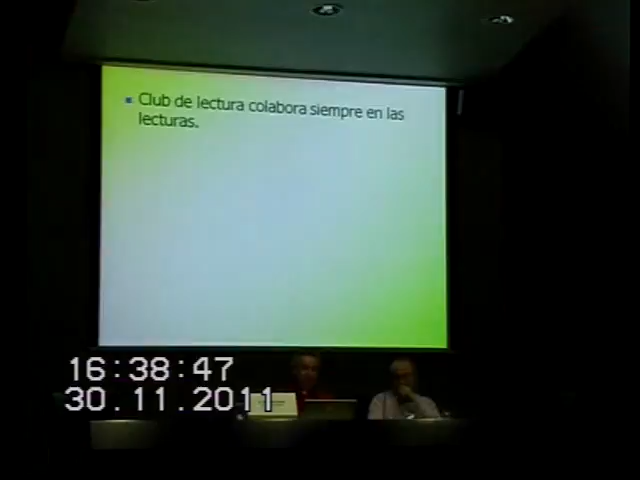 Club de lectura colabora siempre en las
lecturas.
16:38:47
30.11.2011